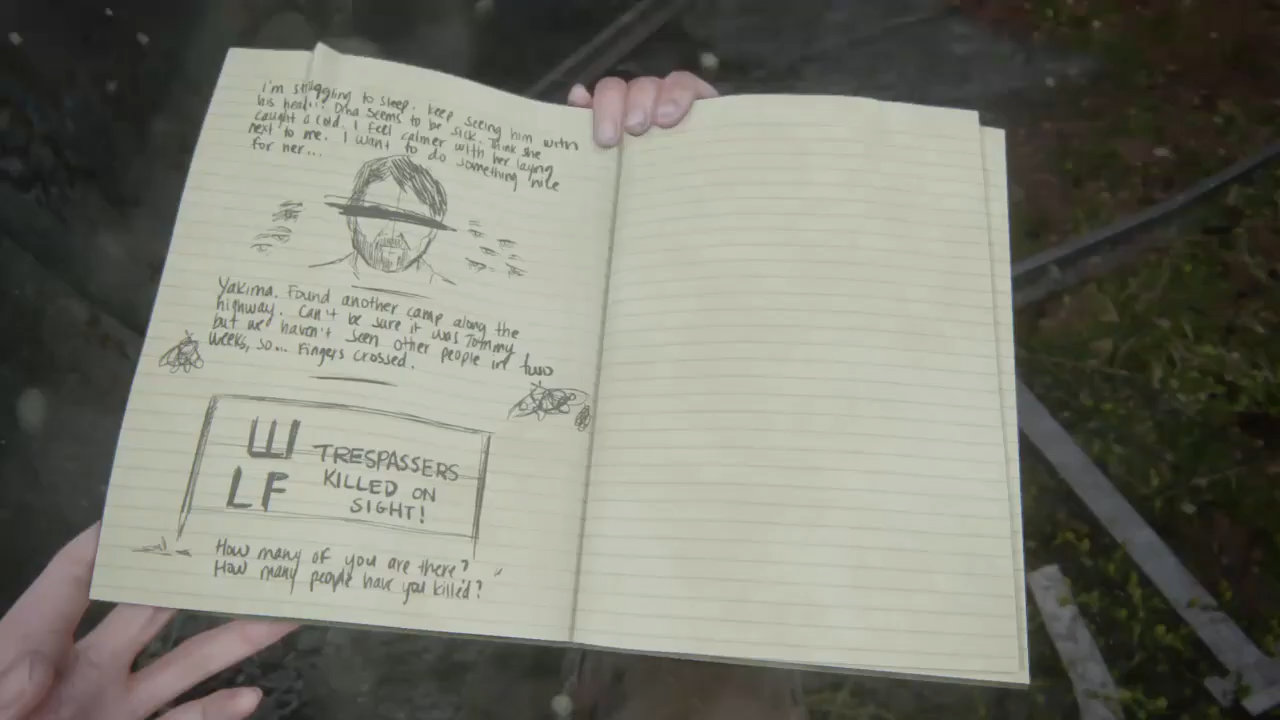 I'm struggling to sleep. Keep seeing him with
his head... Dina seems to be sick. Think she
caught a cold. I feel calmer with her laying
next to me. I want to do something nice
for her...
Yakima. Found another camp along the
highway. Can't be sure it was Tommy
but we haven't seen other people in two
weeks, so... Fingers crossed.
W
LF
TRESPASSERS
KILLED ON
SIGHT!
How many of you are there?
How many people have you killed?